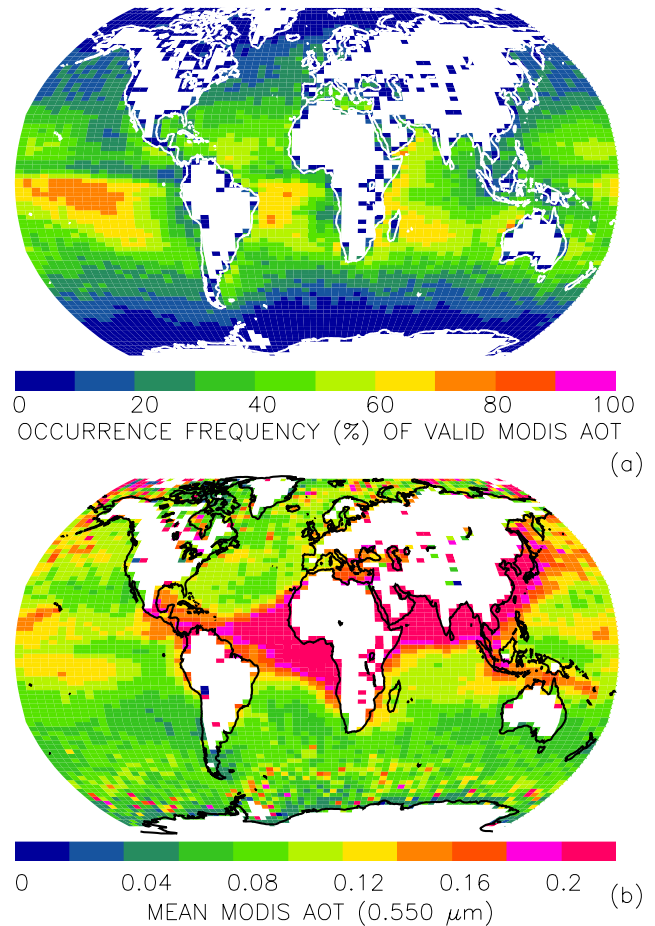 0 20 40 60 80 100
OCCURRENCE FREQUENCY (%) OF VALID MODIS AOT
(a)
0 0.04 0.08 0.12 0.16 0.2
(b)
MEAN MODIS AOT (0.550 μm)